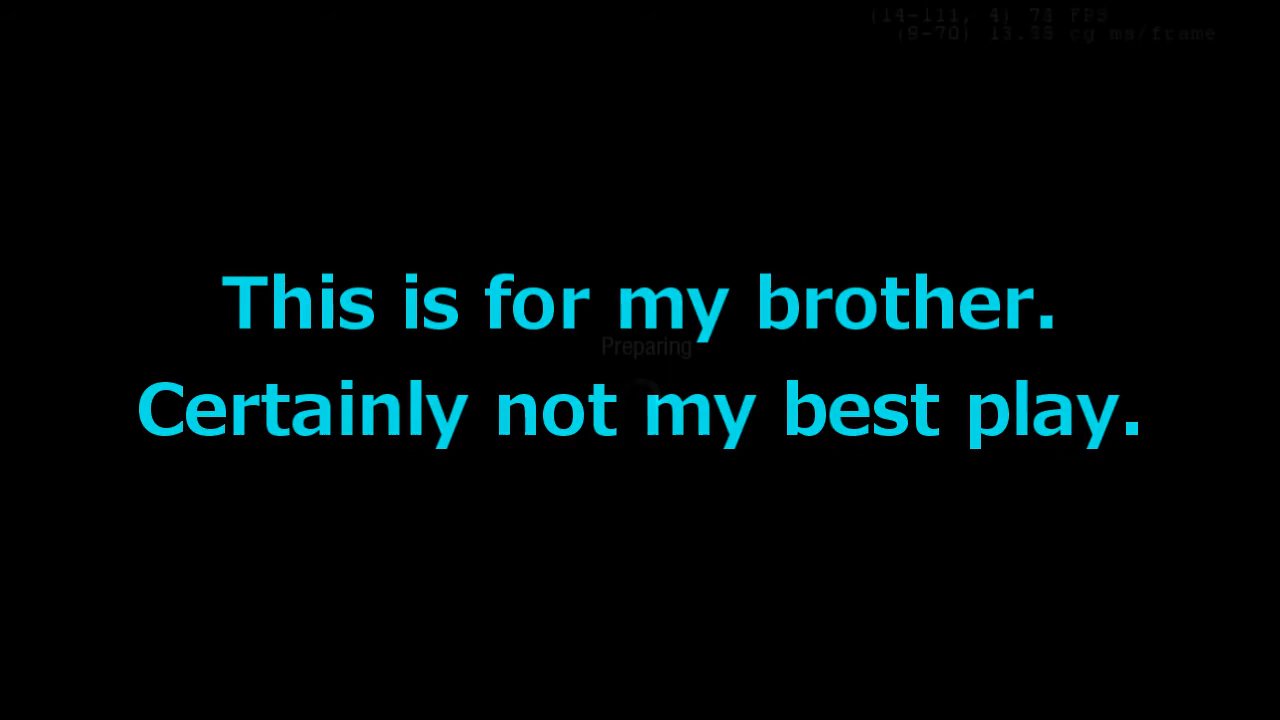 This is for my brother.
Preparing
Certainly not my best play.